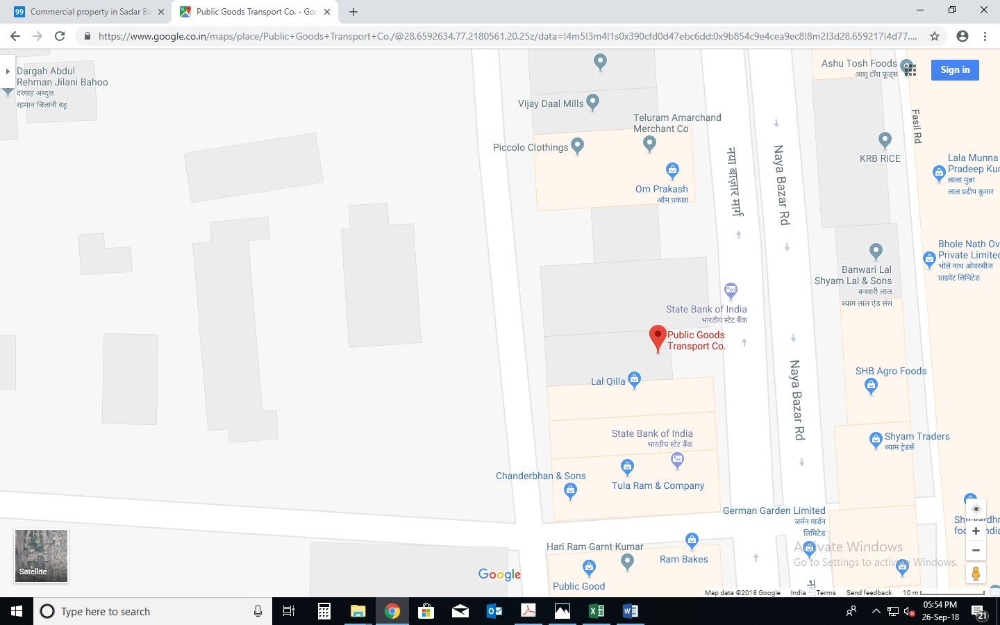 Commercial property in Sadar Ba
Public Goods Transport Co. - Goo
https://www.google.co.in/maps/place/Public+Goods+Transport+Co./@28.6592634,77.2180561,20.25z/data=!4m5!3m4!1s0x390cfd0d47ebc6dd:0x9b854c9e4cea9ec8!8m2!3d28.659217!4d77....
Dargah Abdul
Rehman Jilani Bahoo
दरगाह अब्दुल
रहमान जिलानी बहू
Vijay Daal Mills
Teluram Amarchand
Merchant Co
Piccolo Clothings
Om Prakash
ओम प्रकाश
नया बाज़ार मार्ग
Naya Bazar Rd
Ashu Tosh Foods
आशु टॉश फूड्स
Sign in
Fasil Rd
KRB RICE
Lala Munna
Pradeep Kur
लाला मुन्ना
लाल प्रदीप कुमार
Bhole Nath Ov
Private Limited
भोले नाथ ओवरसीज
प्राइवेट लिमिटेड
Banwari Lal
Shyam Lal & Sons
बनवारी लाल
श्याम लाल एंड संस
State Bank of India
भारतीय स्टेट बैंक
Public Goods
Transport Co.
Lal Qilla
Naya Bazar Rd
SHB Agro Foods
State Bank of India
भारतीय स्टेट बैंक
Shyam Traders
श्याम ट्रेडर्स
Chanderbhan & Sons
Tula Ram & Company
German Garden Limited
जर्मन गार्डन
लिमिटेड
Hari Ram Garnt Kumar
Ram Bakes
Public Good
Satellite
Google
Activate Windows
Go to Settings to activate Windows.
Map data ©2018 Google India Terms Send feedback 10 m
Type here to search
05:54 PM
26-Sep-18
21